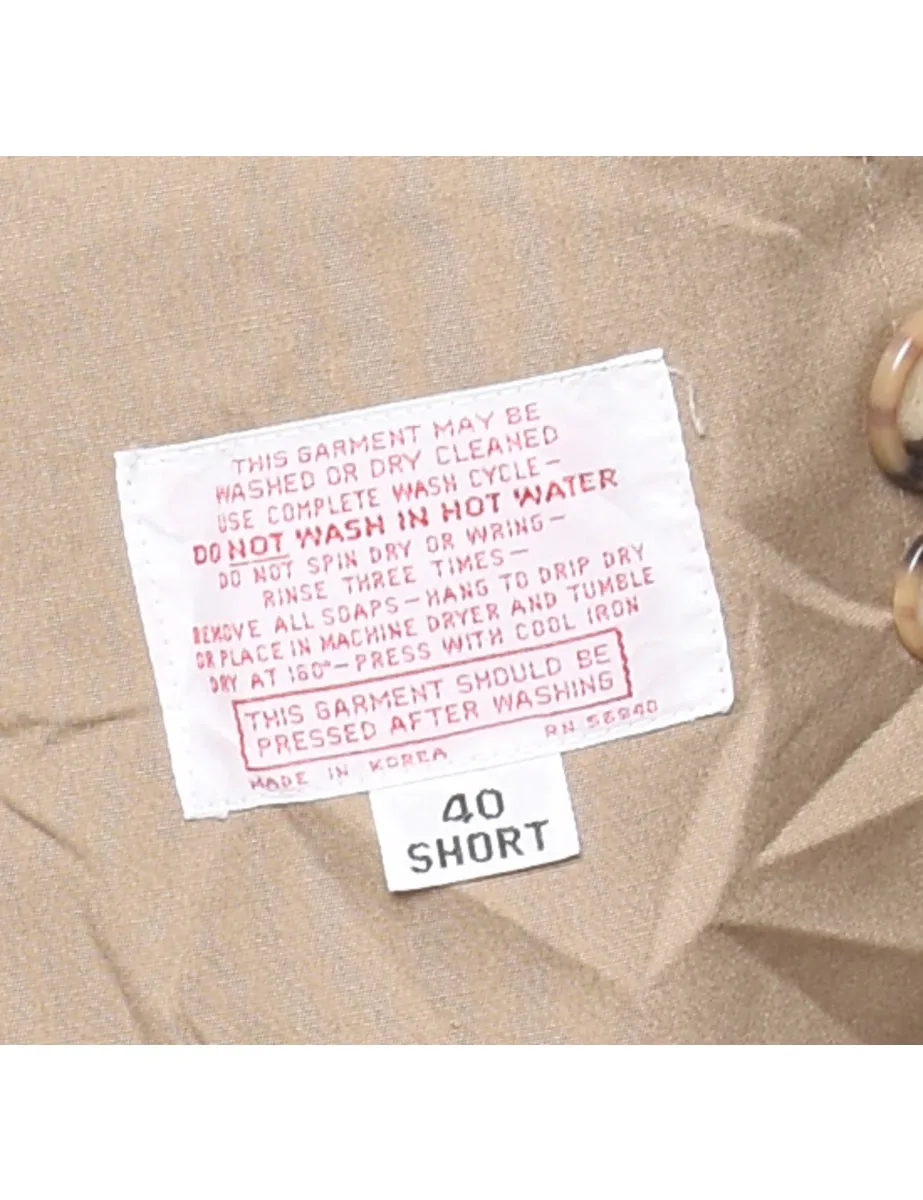 THIS GARMENT MAY BE
WASHED OR DRY CLEANED
USE COMPLETE WASH CYCLE–
DO NOT WASH IN HOT WATER
DO NOT SPIN DRY OR WRING–
RINSE THREE TIMES–
REMOVE ALL SOAPS–HANG TO DRIP DRY
OR PLACE IN MACHINE DRYER AND TUMBLE
DRY AT 160°–PRESS WITH COOL IRON
THIS GARMENT SHOULD BE
PRESSED AFTER WASHING
MADE IN KOREA RN
40
SHORT